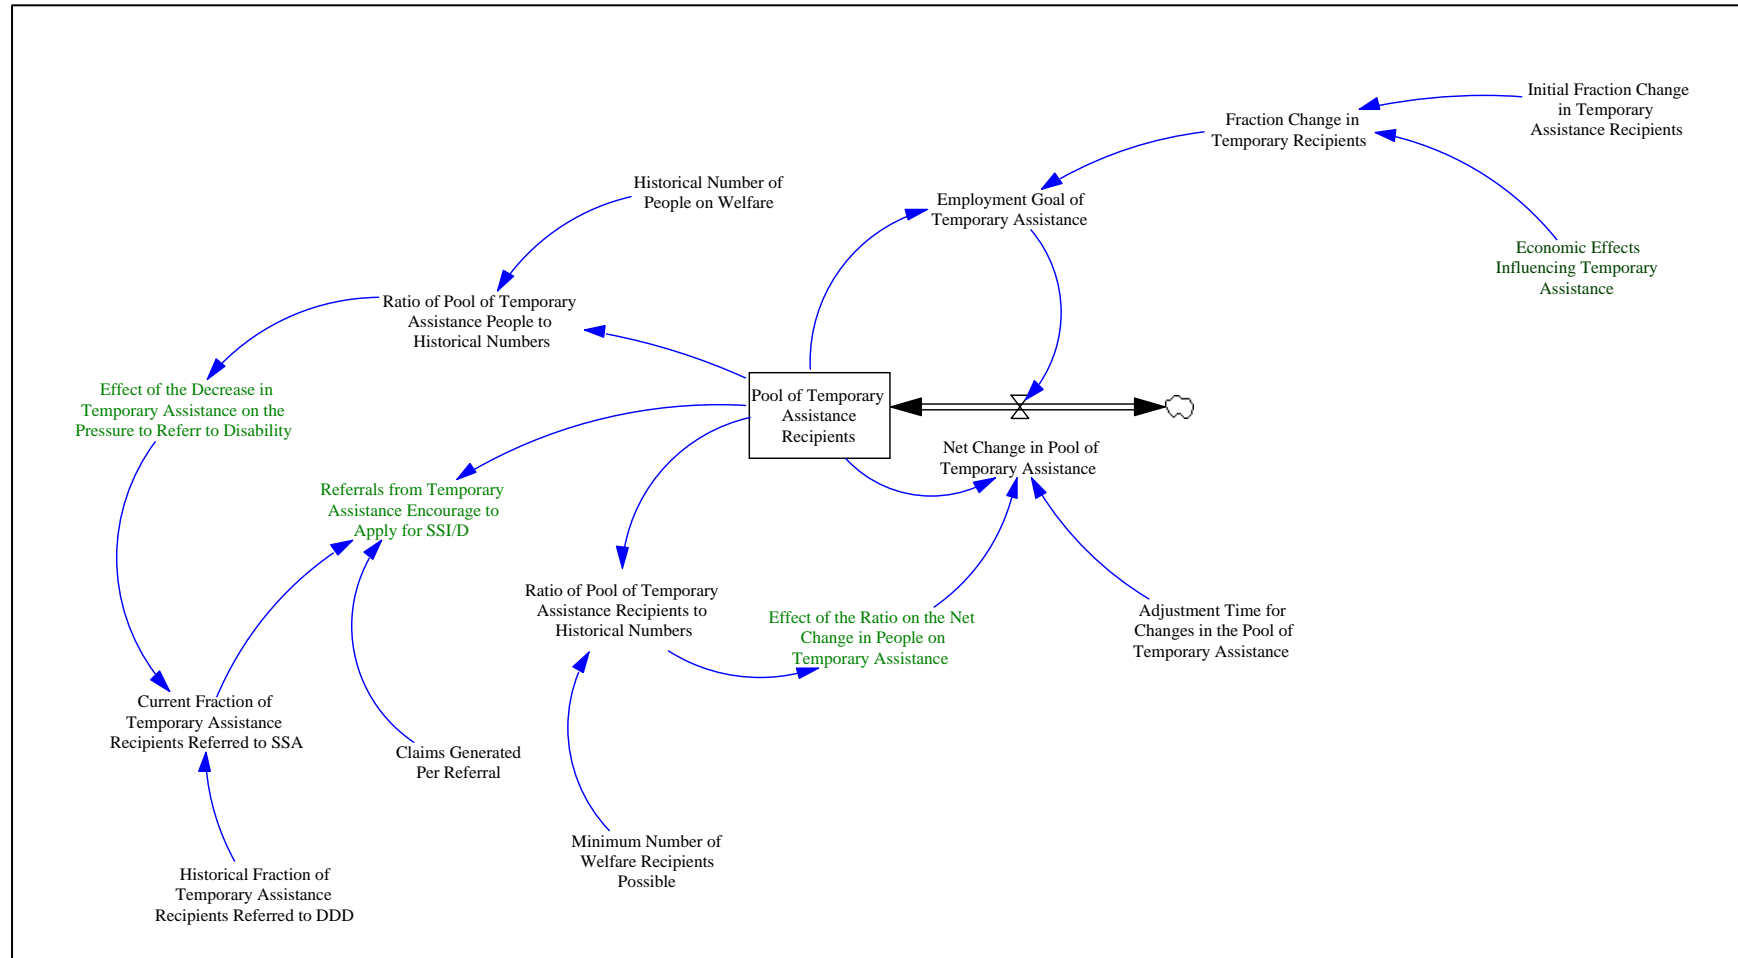 Initial Fraction Change
in Temporary
Assistance Recipients
Fraction Change in
Temporary Recipients
Historical Number of
People on Welfare
Employment Goal of
Temporary Assistance
Economic Effects
Influencing Temporary
Assistance
Ratio of Pool of Temporary
Assistance People to
Historical Numbers
Effect of the Decrease in
Temporary Assistance on the
Pressure to Referr to Disability
Pool of Temporary
Assistance
Recipients
Net Change in Pool of
Temporary Assistance
Referrals from Temporary
Assistance Encourage to
Apply for SSI/D
Ratio of Pool of Temporary
Assistance Recipients to
Historical Numbers
Effect of the Ratio on the Net
Change in People on
Temporary Assistance
Adjustment Time for
Changes in the Pool of
Temporary Assistance
Current Fraction of
Temporary Assistance
Recipients Referred to SSA
Claims Generated
Per Referral
Minimum Number of
Welfare Recipients
Possible
Historical Fraction of
Temporary Assistance
Recipients Referred to DDD